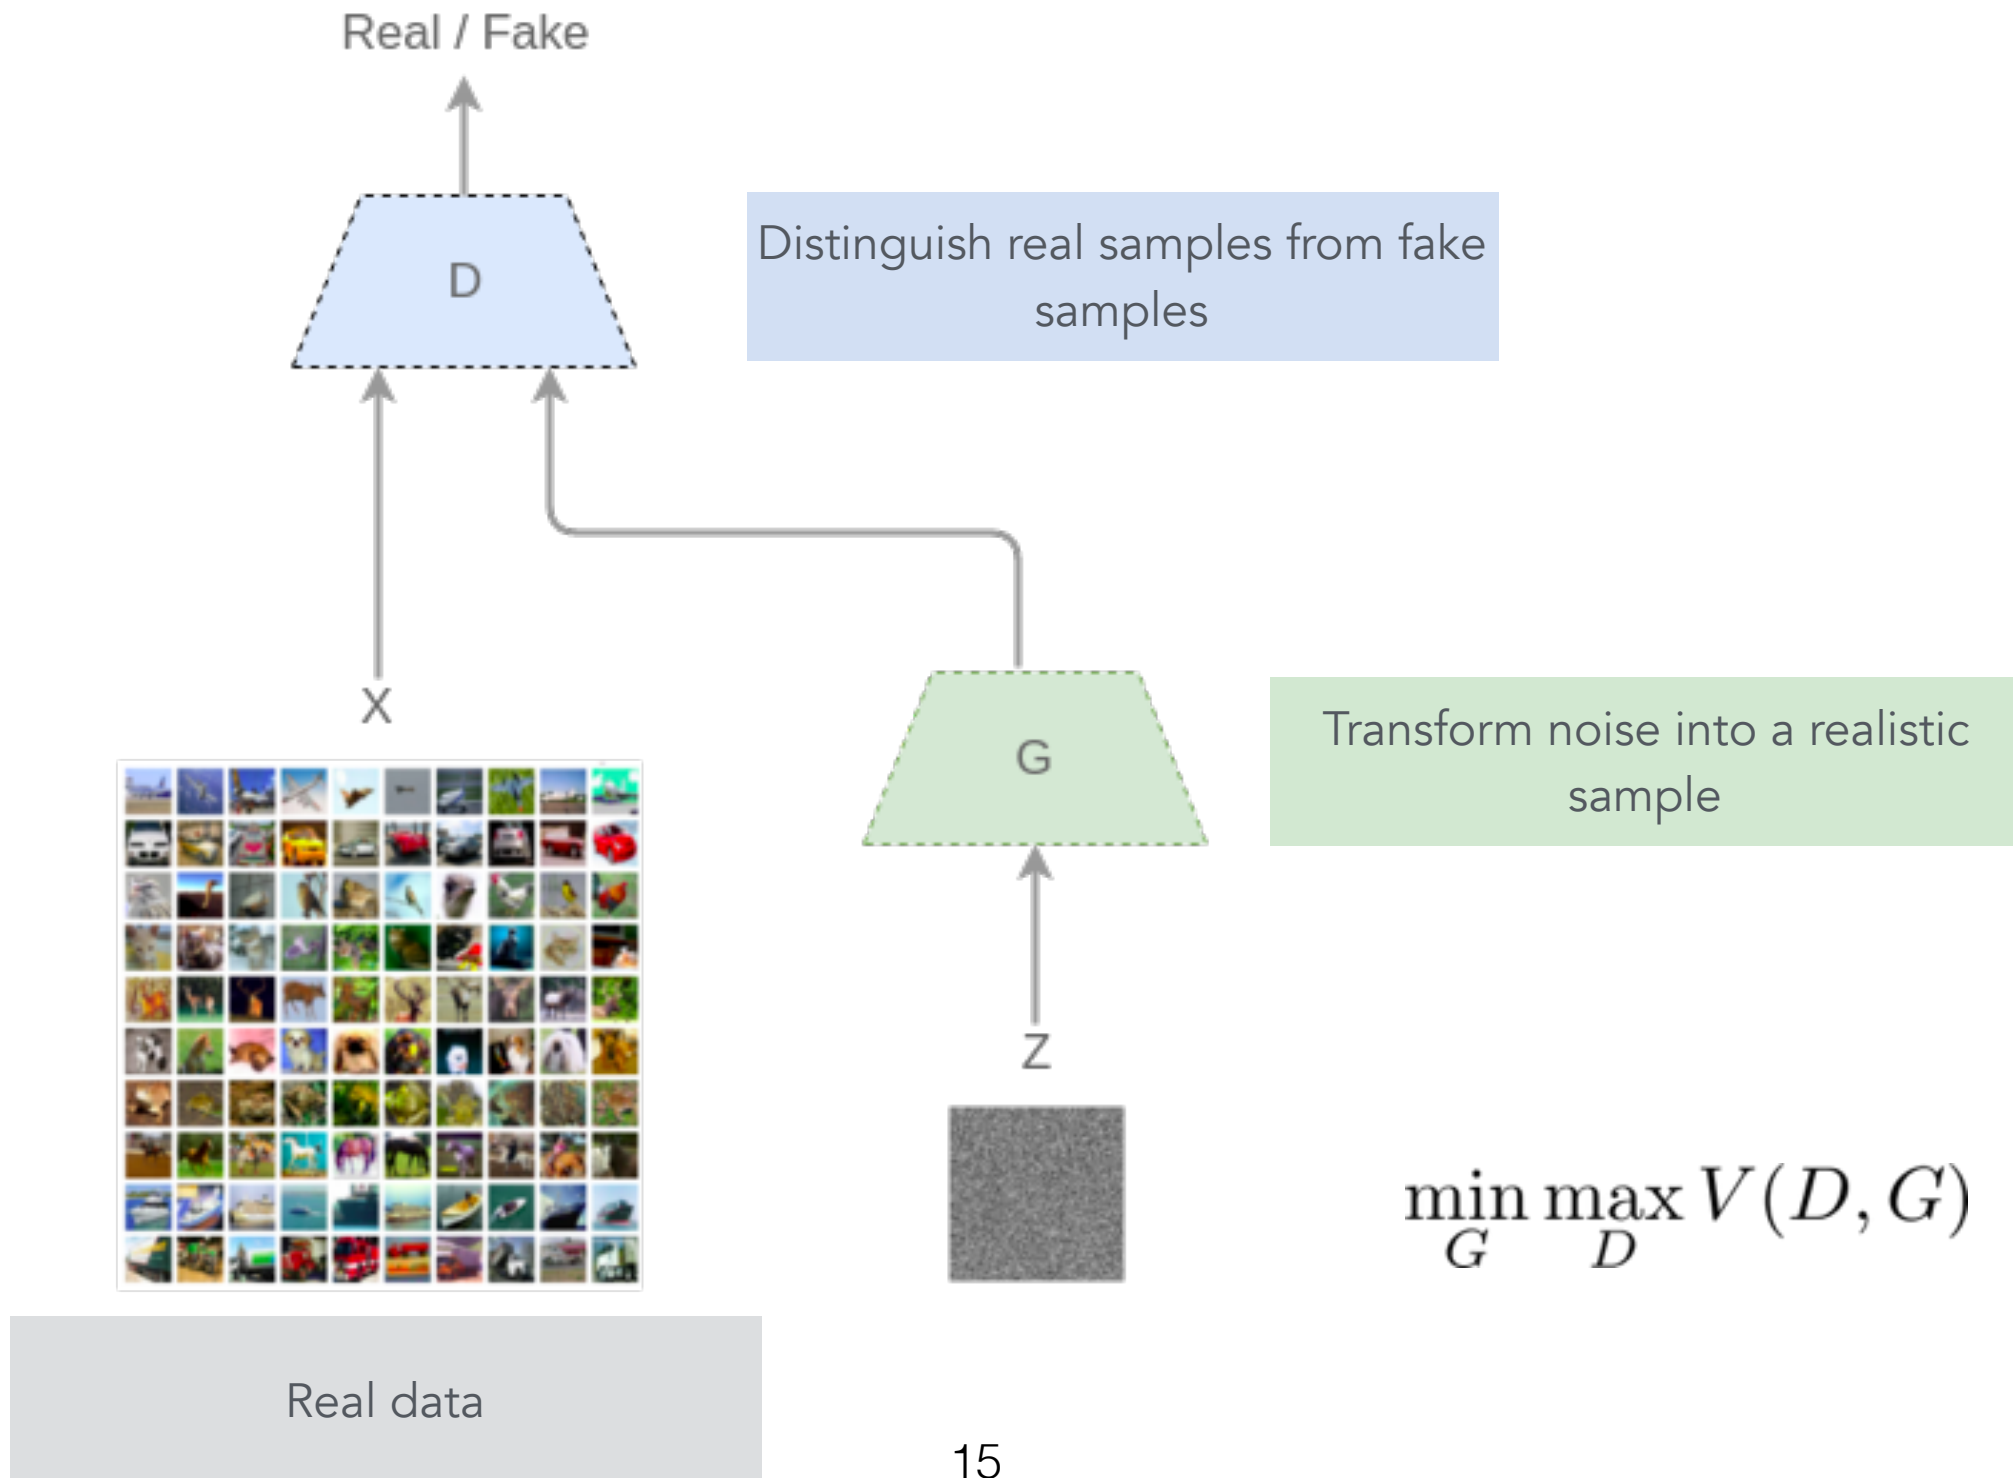 Real / Fake
D
Distinguish real samples from fake
samples
X
G
Transform noise into a realistic
sample
Z
min max V(D, G)
G D
Real data
15